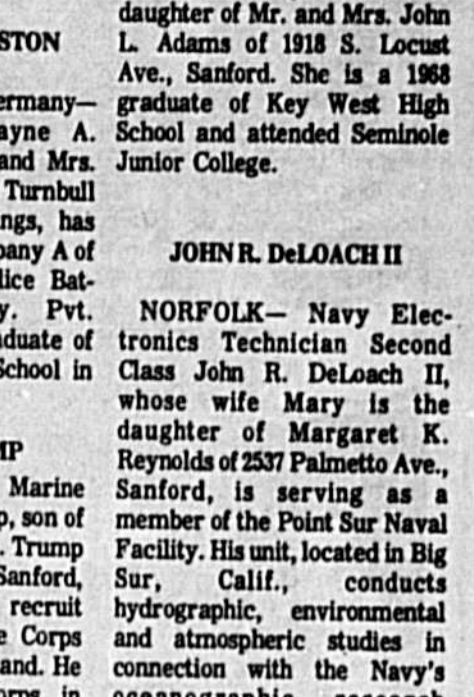 STON
ermany—
ayne A.
and Mrs.
Turnbull
ngs, has
pany A of
lice Bat-
y. Pvt.
aduate of
School in
MP
Marine
p, son of
. Trump
Sanford,
recruit
e Corps
and. He
daughter of Mr. and Mrs. John
L. Adams of 1918 S. Locust
Ave., Sanford. She is a 1968
graduate of Key West High
School and attended Seminole
Junior College.
JOHN R. DeLOACH II
NORFOLK— Navy Elec-
tronics Technician Second
Class John R. DeLoach II,
whose wife Mary is the
daughter of Margaret K.
Reynolds of 2537 Palmetto Ave.,
Sanford, is serving as a
member of the Point Sur Naval
Facility. His unit, located in Big
Sur, Calif., conducts
hydrographic, environmental
and atmospheric studies in
connection with the Navy's